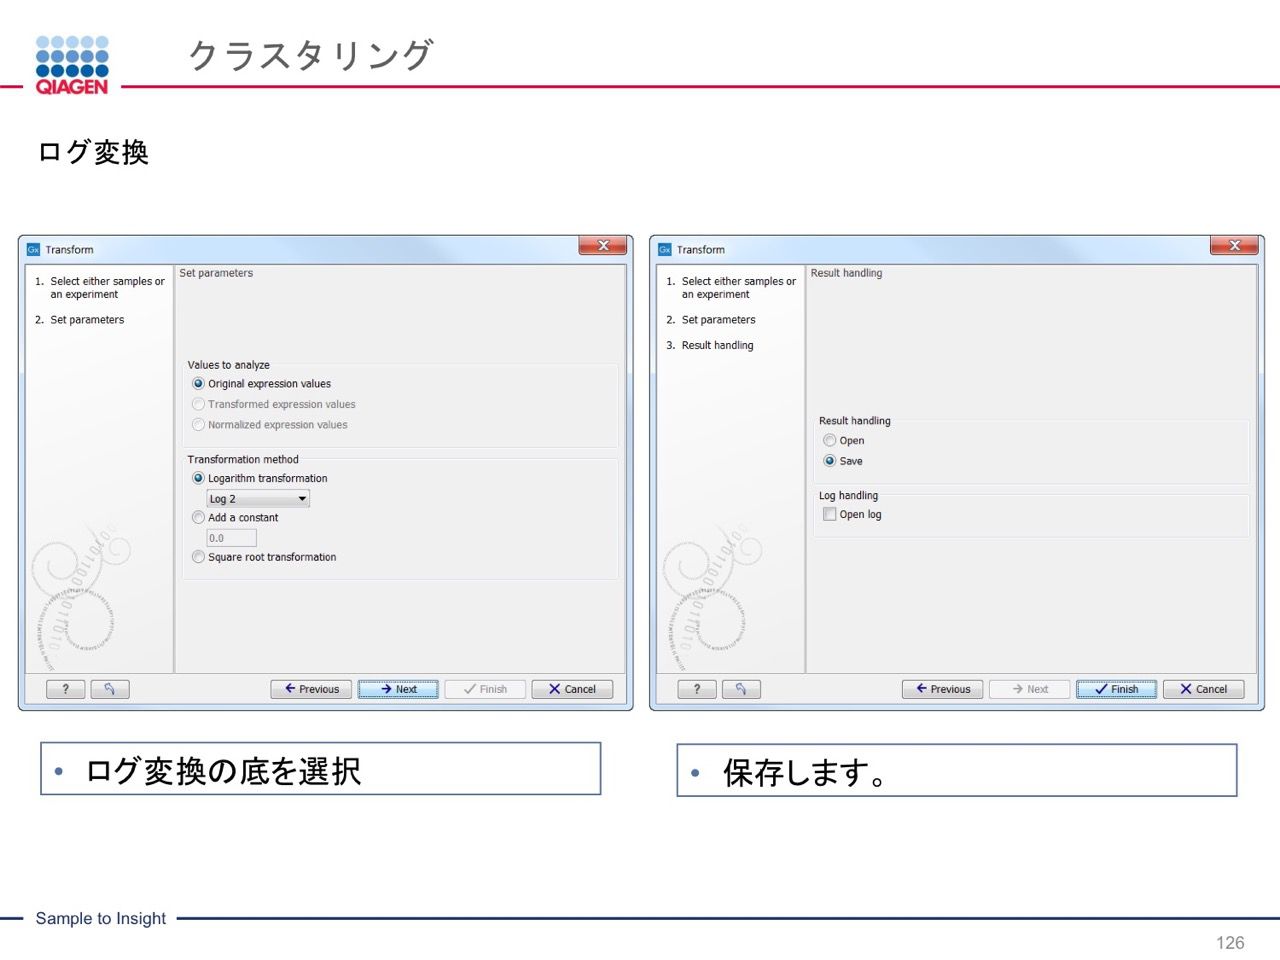 クラスタリング
QIAGEN
ログ変換
Gx Transform
1. Select either samples or
an experiment
2. Set parameters
Set parameters
Values to analyze
Original expression values
Transformed expression values
Normalized expression values
Transformation method
Logarithm transformation
Log 2
Add a constant
0.0
Square root transformation
? Previous Next Finish Cancel
Gx Transform
1. Select either samples or
an experiment
2. Set parameters
3. Result handling
Result handling
Result handling
Open
Save
Log handling
Open log
? Previous Next Finish Cancel
• ログ変換の底を選択
• 保存します。
Sample to Insight
126